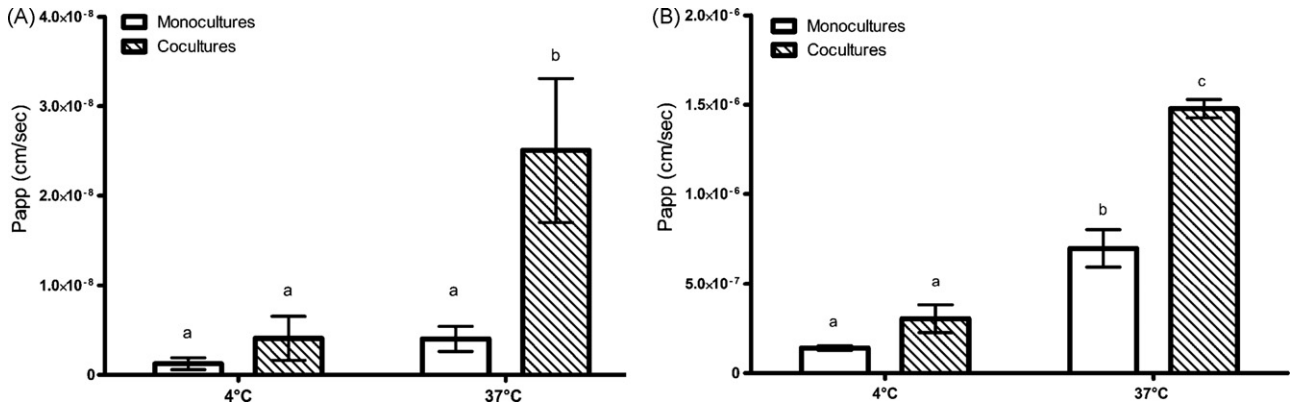 (A)
4.0×10⁻⁸
3.0×10⁻⁸
2.0×10⁻⁸
1.0×10⁻⁸
0
Papp (cm/sec)
Monocultures
Cocultures
a
a
a
b
4°C
37°C
(B)
2.0×10⁻⁶
1.5×10⁻⁶
1.0×10⁻⁶
5.0×10⁻⁷
0
Papp (cm/sec)
Monocultures
Cocultures
a
a
b
c
4°C
37°C